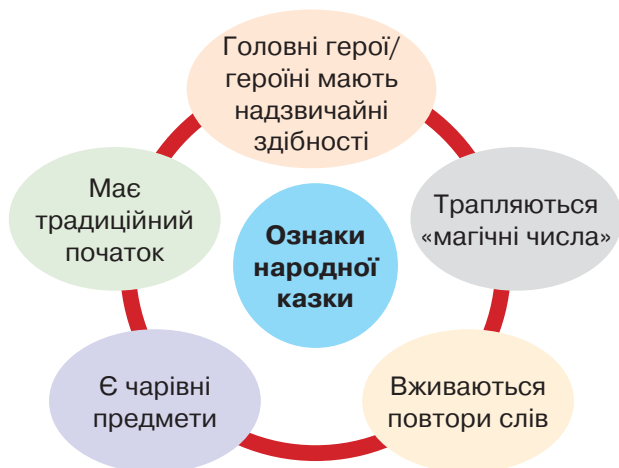 Головні герої/
героїні мають
надзвичайні
здібності
Має
традиційний
початок
Ознаки
народної
казки
Трапляються
«магічні числа»
Є чарівні
предмети
Вживаються
повтори слів